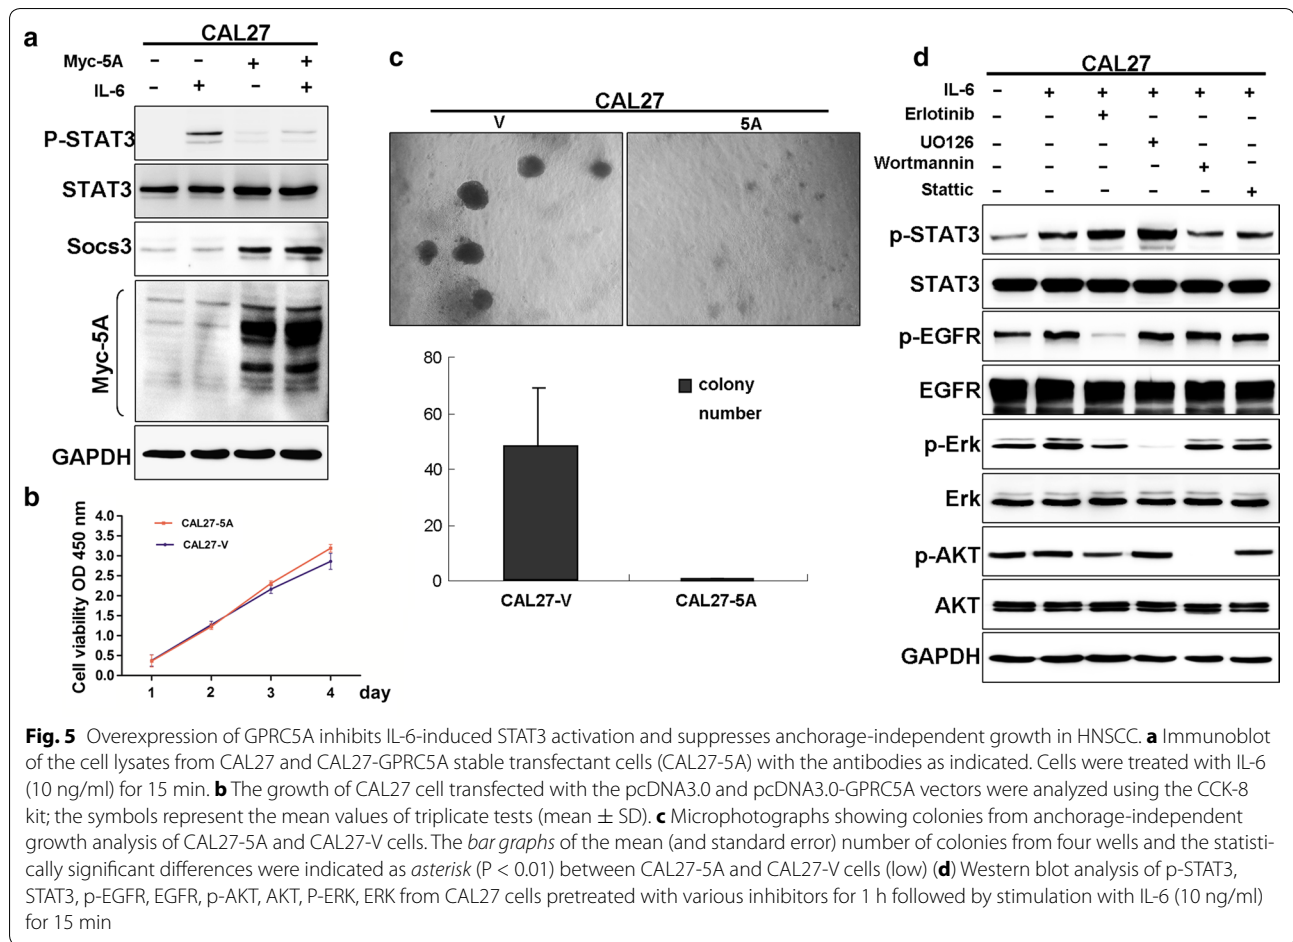 a
CAL27
Myc-5A - - + +
IL-6 - + - +
P-STAT3
STAT3
Socs3
Myc-5A
GAPDH
b
Cell viability OD 450 nm
4.0
3.5
3.0
2.5
2.0
1.5
1.0
0.5
0.0
CAL27-5A
CAL27-V
1 2 3 4 day
c
CAL27
V 5A
80
60
40
20
0
colony
number
CAL27-V CAL27-5A
d
CAL27
IL-6 - + + + + +
Erlotinib - - + - - -
UO126 - - - + - -
Wortmannin - - - - + -
Stattic - - - - - +
p-STAT3
STAT3
p-EGFR
EGFR
p-Erk
Erk
p-AKT
AKT
GAPDH
Fig. 5 Overexpression of GPRC5A inhibits IL-6-induced STAT3 activation and suppresses anchorage-independent growth in HNSCC. a Immunoblot
of the cell lysates from CAL27 and CAL27-GPRC5A stable transfectant cells (CAL27-5A) with the antibodies as indicated. Cells were treated with IL-6
(10 ng/ml) for 15 min. b The growth of CAL27 cell transfected with the pcDNA3.0 and pcDNA3.0-GPRC5A vectors were analyzed using the CCK-8
kit; the symbols represent the mean values of triplicate tests (mean ± SD). c Microphotographs showing colonies from anchorage-independent
growth analysis of CAL27-5A and CAL27-V cells. The bar graphs of the mean (and standard error) number of colonies from four wells and the statisti-
cally significant differences were indicated as asterisk (P < 0.01) between CAL27-5A and CAL27-V cells (low) (d) Western blot analysis of p-STAT3,
STAT3, p-EGFR, EGFR, p-AKT, AKT, P-ERK, ERK from CAL27 cells pretreated with various inhibitors for 1 h followed by stimulation with IL-6 (10 ng/ml)
for 15 min